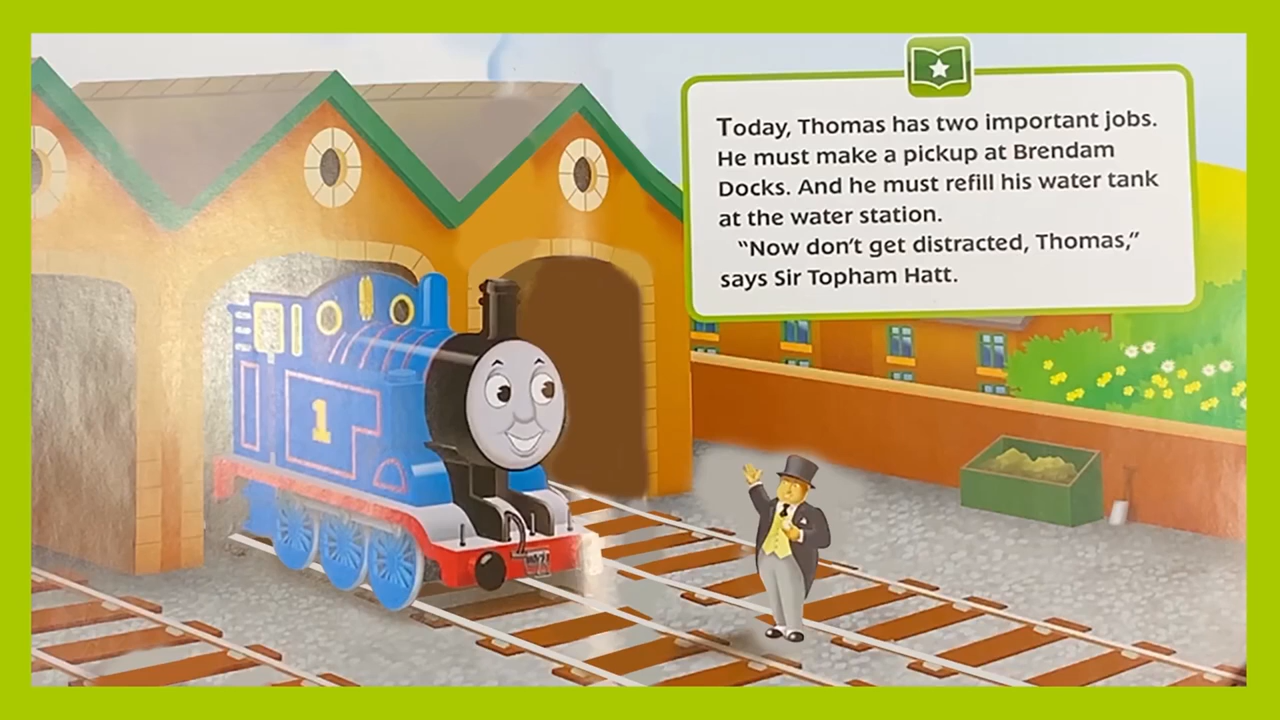 Today, Thomas has two important jobs.
He must make a pickup at Brendam
Docks. And he must refill his water tank
at the water station.
“Now don’t get distracted, Thomas,”
says Sir Topham Hatt.
1